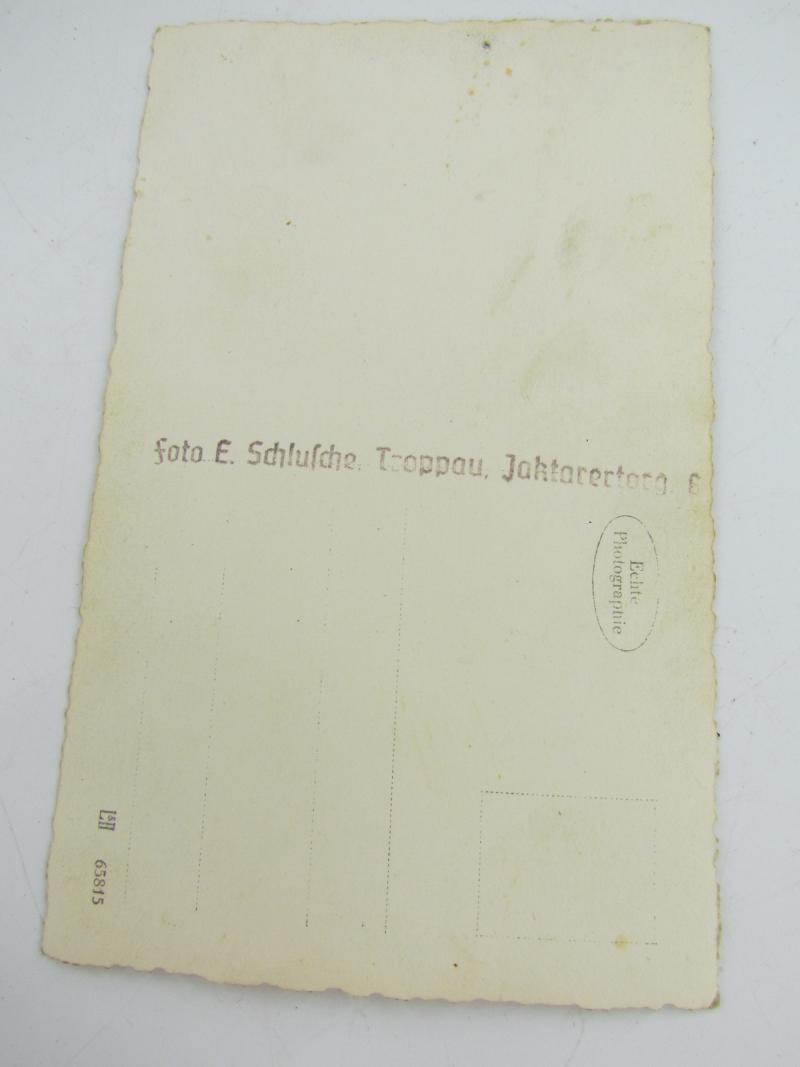 Foto E. Schlusche, Troppau, Jaktarertorg. 6
Echte
Photographie
65815